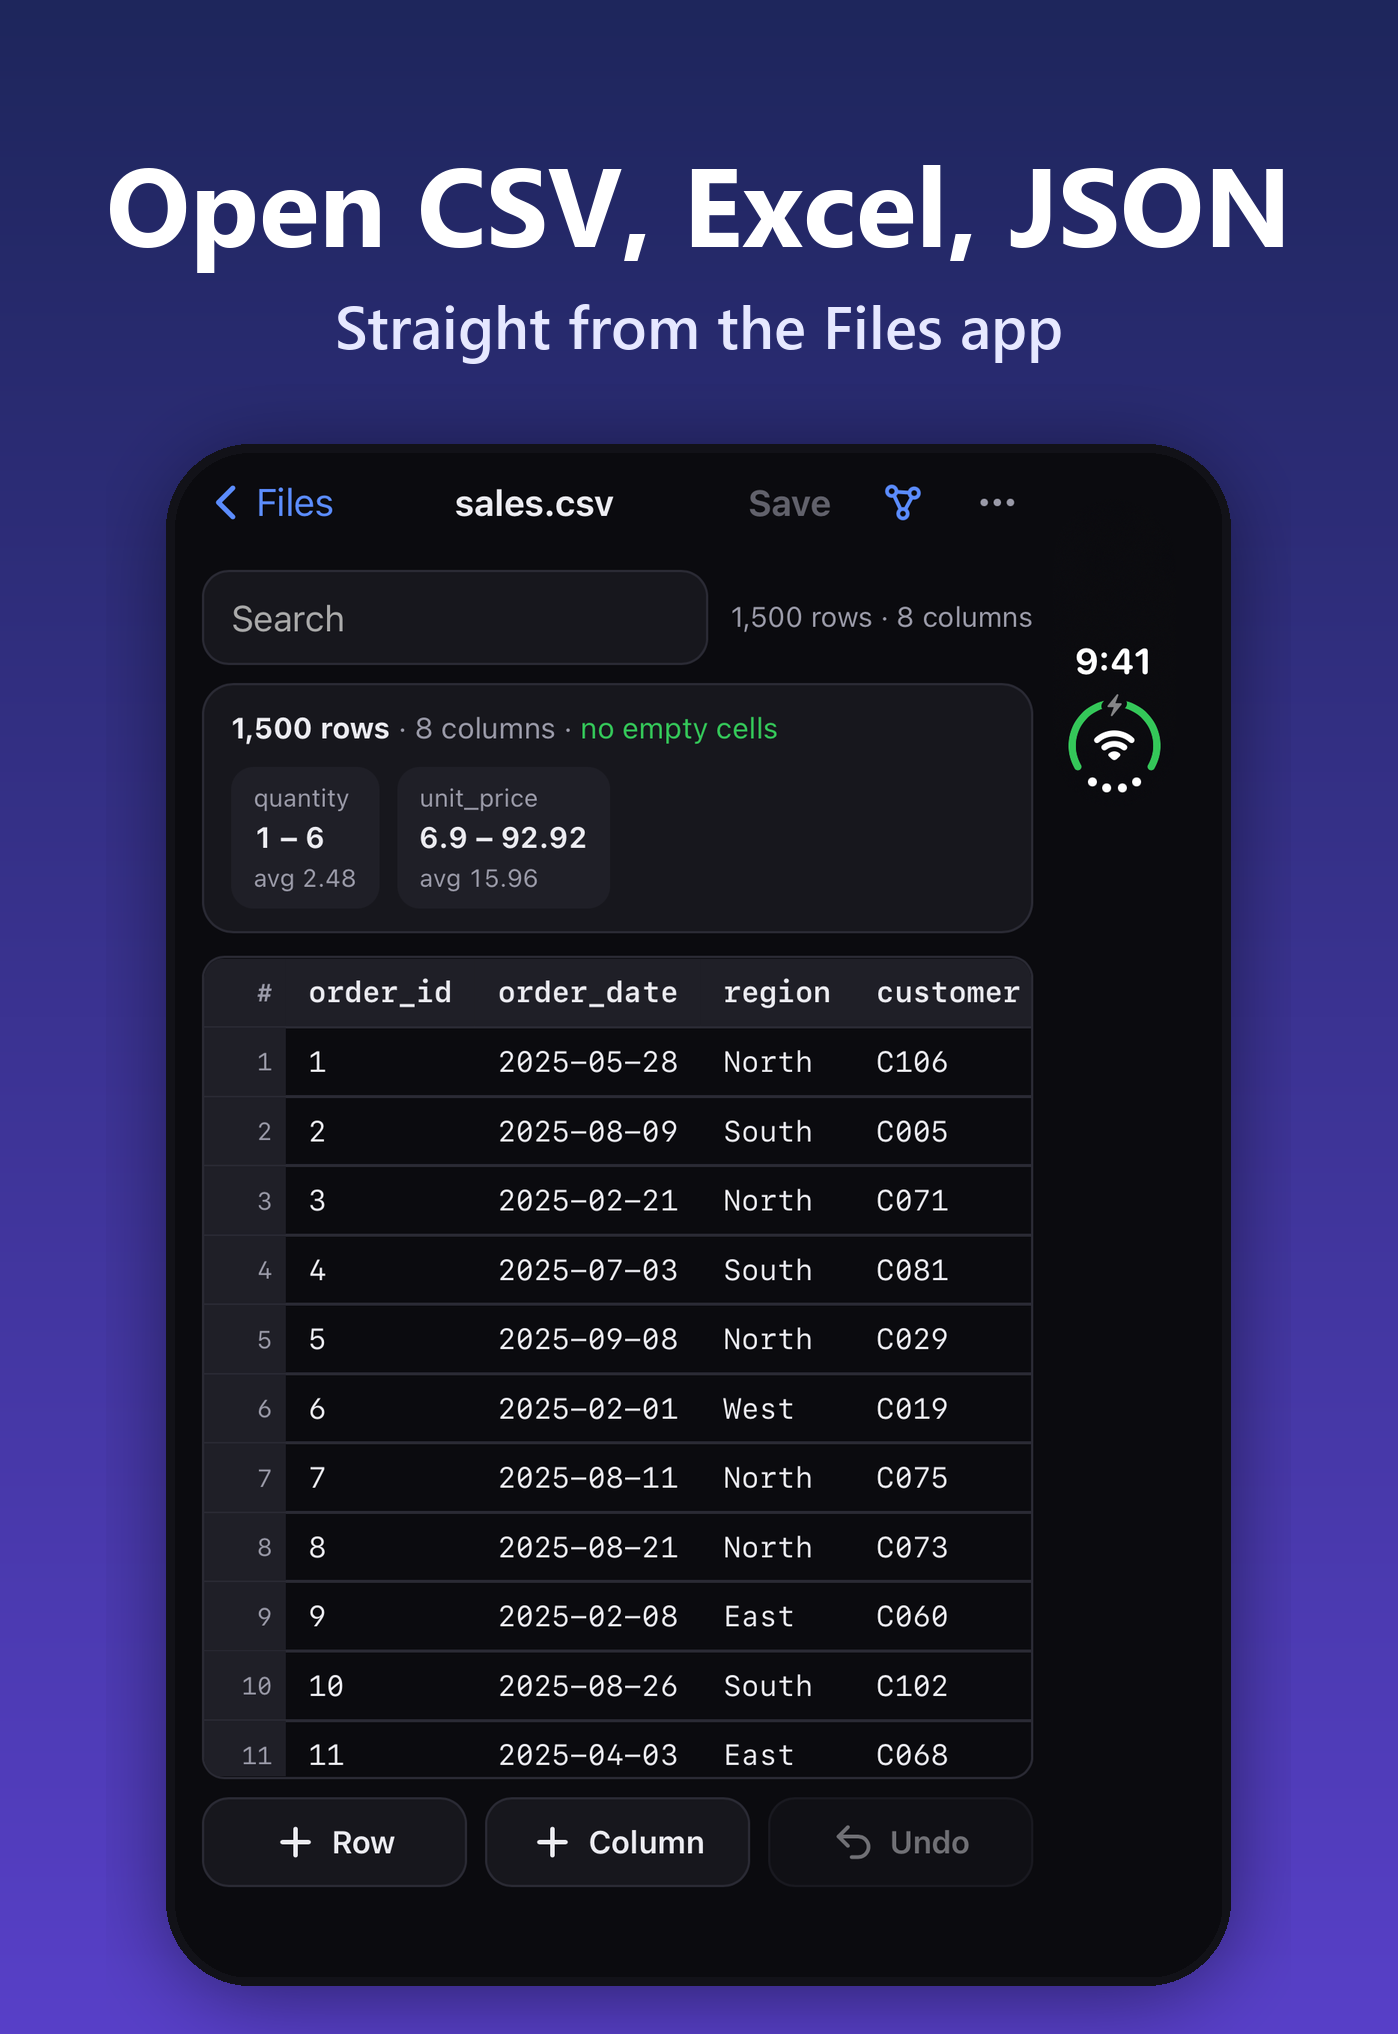 Open CSV, Excel, JSON
Straight from the Files app
Files sales.csv Save
Search 1,500 rows · 8 columns
9:41
1,500 rows · 8 columns · no empty cells
quantity unit_price
1 – 6 6.9 – 92.92
avg 2.48 avg 15.96
# order_id order_date region customer
1 1 2025-05-28 North C106
2 2 2025-08-09 South C005
3 3 2025-02-21 North C071
4 4 2025-07-03 South C081
5 5 2025-09-08 North C029
6 6 2025-02-01 West C019
7 7 2025-08-11 North C075
8 8 2025-08-21 North C073
9 9 2025-02-08 East C060
10 10 2025-08-26 South C102
11 11 2025-04-03 East C068
+ Row + Column Undo